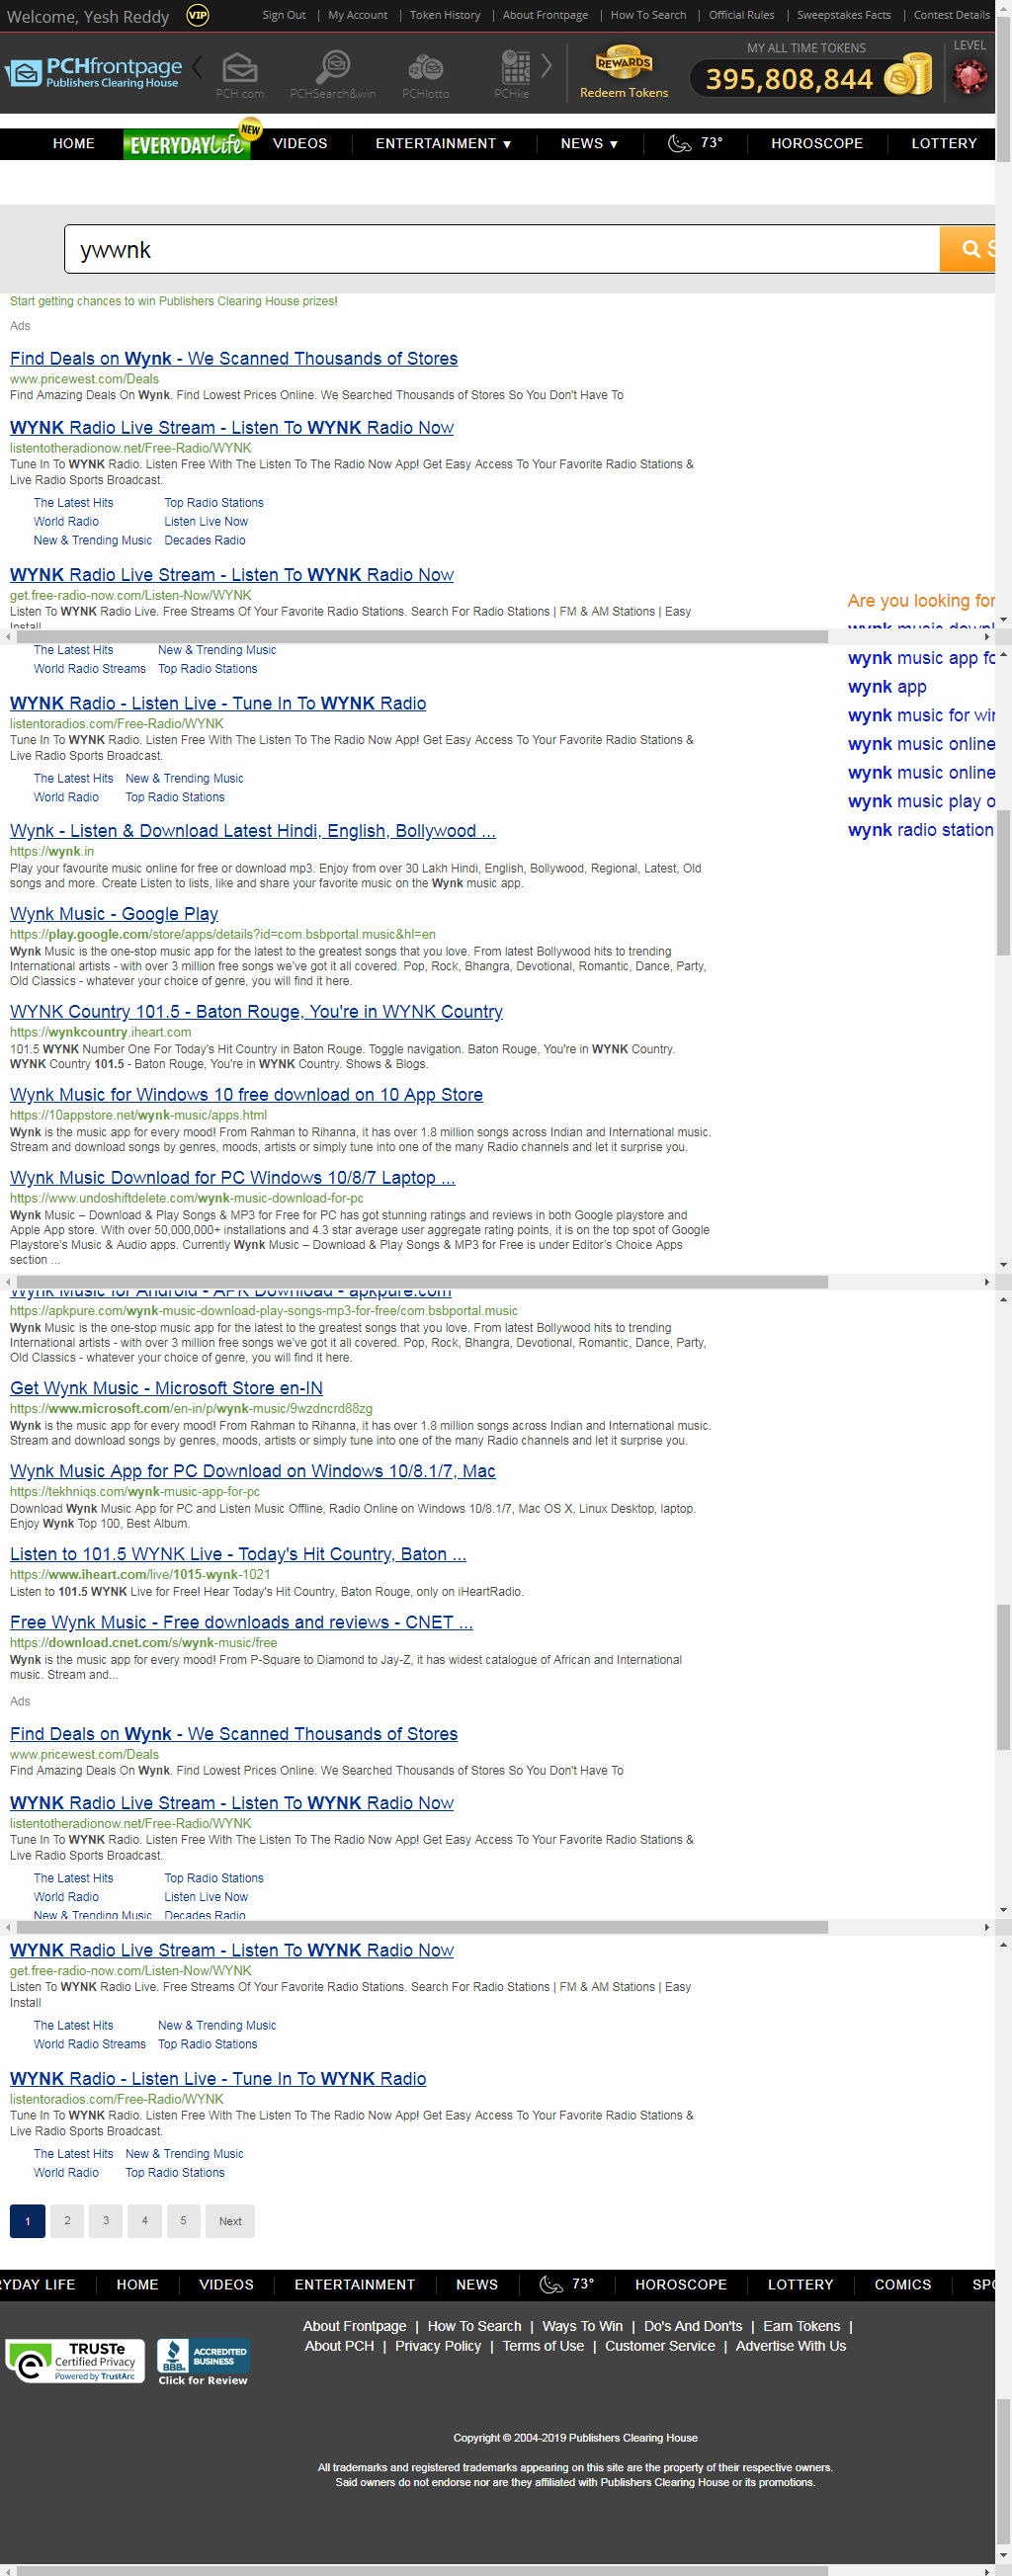 Welcome, Yesh Reddy VIP Sign Out | My Account | Token History | About Frontpage | How To Search | Official Rules | Sweepstakes Facts | Contest Details
PCHfrontpage
Publishers Clearing House
PCH.com PCHSearch&win PCHlotto PCHke
REWARDS
Redeem Tokens
MY ALL TIME TOKENS
395,808,844
LEVEL
HOME EVERYDAY Life NEW VIDEOS ENTERTAINMENT ▼ NEWS ▼ 73° HOROSCOPE LOTTERY
ywwnk
S
Start getting chances to win Publishers Clearing House prizes!
Ads
Find Deals on Wynk - We Scanned Thousands of Stores
www.pricewest.com/Deals
Find Amazing Deals On Wynk. Find Lowest Prices Online. We Searched Thousands of Stores So You Don't Have To
WYNK Radio Live Stream - Listen To WYNK Radio Now
listentotheradionow.net/Free-Radio/WYNK
Tune In To WYNK Radio. Listen Free With The Listen To The Radio Now App! Get Easy Access To Your Favorite Radio Stations &
Live Radio Sports Broadcast.
The Latest Hits Top Radio Stations
World Radio Listen Live Now
New & Trending Music Decades Radio
WYNK Radio Live Stream - Listen To WYNK Radio Now
get.free-radio-now.com/Listen-Now/WYNK
Listen To WYNK Radio Live. Free Streams Of Your Favorite Radio Stations. Search For Radio Stations | FM & AM Stations | Easy
Install
Are you looking for
wynk music downl
The Latest Hits New & Trending Music
World Radio Streams Top Radio Stations
wynk music app fo
wynk app
wynk music for wi
wynk music online
wynk music online
wynk music play o
wynk radio station
WYNK Radio - Listen Live - Tune In To WYNK Radio
listentoradios.com/Free-Radio/WYNK
Tune In To WYNK Radio. Listen Free With The Listen To The Radio Now App! Get Easy Access To Your Favorite Radio Stations &
Live Radio Sports Broadcast.
The Latest Hits New & Trending Music
World Radio Top Radio Stations
Wynk - Listen & Download Latest Hindi, English, Bollywood ...
https://wynk.in
Play your favourite music online for free or download mp3. Enjoy from over 30 Lakh Hindi, English, Bollywood, Regional, Latest, Old
songs and more. Create Listen to lists, like and share your favorite music on the Wynk music app.
Wynk Music - Google Play
https://play.google.com/store/apps/details?id=com.bsbportal.music&hl=en
Wynk Music is the one-stop music app for the latest to the greatest songs that you love. From latest Bollywood hits to trending
International artists - with over 3 million free songs we've got it all covered. Pop, Rock, Bhangra, Devotional, Romantic, Dance, Party,
Old Classics - whatever your choice of genre, you will find it here.
WYNK Country 101.5 - Baton Rouge, You're in WYNK Country
https://wynkcountry.iheart.com
101.5 WYNK Number One For Today's Hit Country in Baton Rouge. Toggle navigation. Baton Rouge, You're in WYNK Country.
WYNK Country 101.5 - Baton Rouge, You're in WYNK Country. Shows & Blogs.
Wynk Music for Windows 10 free download on 10 App Store
https://10appstore.net/wynk-music/apps.html
Wynk is the music app for every mood! From Rahman to Rihanna, it has over 1.8 million songs across Indian and International music.
Stream and download songs by genres, moods, artists or simply tune into one of the many Radio channels and let it surprise you.
Wynk Music Download for PC Windows 10/8/7 Laptop ...
https://www.undoshiftdelete.com/wynk-music-download-for-pc
Wynk Music – Download & Play Songs & MP3 for Free for PC has got stunning ratings and reviews in both Google playstore and
Apple App store. With over 50,000,000+ installations and 4.3 star average user aggregate rating points, it is on the top spot of Google
Playstore's Music & Audio apps. Currently Wynk Music – Download & Play Songs & MP3 for Free is under Editor's Choice Apps
section ...
Wynk Music for Android - APK Download - apkpure.com
https://apkpure.com/wynk-music-download-play-songs-mp3-for-free/com.bsbportal.music
Wynk Music is the one-stop music app for the latest to the greatest songs that you love. From latest Bollywood hits to trending
International artists - with over 3 million free songs we've got it all covered. Pop, Rock, Bhangra, Devotional, Romantic, Dance, Party,
Old Classics - whatever your choice of genre, you will find it here.
Get Wynk Music - Microsoft Store en-IN
https://www.microsoft.com/en-in/p/wynk-music/9wzdncrd88zg
Wynk is the music app for every mood! From Rahman to Rihanna, it has over 1.8 million songs across Indian and International music.
Stream and download songs by genres, moods, artists or simply tune into one of the many Radio channels and let it surprise you.
Wynk Music App for PC Download on Windows 10/8.1/7, Mac
https://tekhniqs.com/wynk-music-app-for-pc
Download Wynk Music App for PC and Listen Music Offline, Radio Online on Windows 10/8.1/7, Mac OS X, Linux Desktop, laptop.
Enjoy Wynk Top 100, Best Album.
Listen to 101.5 WYNK Live - Today's Hit Country, Baton ...
https://www.iheart.com/live/1015-wynk-1021
Listen to 101.5 WYNK Live for Free! Hear Today's Hit Country, Baton Rouge, only on iHeartRadio.
Free Wynk Music - Free downloads and reviews - CNET ...
https://download.cnet.com/s/wynk-music/free
Wynk is the music app for every mood! From P-Square to Diamond to Jay-Z, it has widest catalogue of African and International
music. Stream and...
Ads
Find Deals on Wynk - We Scanned Thousands of Stores
www.pricewest.com/Deals
Find Amazing Deals On Wynk. Find Lowest Prices Online. We Searched Thousands of Stores So You Don't Have To
WYNK Radio Live Stream - Listen To WYNK Radio Now
listentotheradionow.net/Free-Radio/WYNK
Tune In To WYNK Radio. Listen Free With The Listen To The Radio Now App! Get Easy Access To Your Favorite Radio Stations &
Live Radio Sports Broadcast.
The Latest Hits Top Radio Stations
World Radio Listen Live Now
New & Trending Music Decades Radio
WYNK Radio Live Stream - Listen To WYNK Radio Now
get.free-radio-now.com/Listen-Now/WYNK
Listen To WYNK Radio Live. Free Streams Of Your Favorite Radio Stations. Search For Radio Stations | FM & AM Stations | Easy
Install
The Latest Hits New & Trending Music
World Radio Streams Top Radio Stations
WYNK Radio - Listen Live - Tune In To WYNK Radio
listentoradios.com/Free-Radio/WYNK
Tune In To WYNK Radio. Listen Free With The Listen To The Radio Now App! Get Easy Access To Your Favorite Radio Stations &
Live Radio Sports Broadcast.
The Latest Hits New & Trending Music
World Radio Top Radio Stations
1 2 3 4 5 Next
RYDAY LIFE HOME VIDEOS ENTERTAINMENT NEWS 73° HOROSCOPE LOTTERY COMICS SPO
About Frontpage | How To Search | Ways To Win | Do's And Don'ts | Earn Tokens |
About PCH | Privacy Policy | Terms of Use | Customer Service | Advertise With Us
TRUSTe
Certified Privacy
Powered by TrustArc
BBB
ACCREDITED
BUSINESS
Click for Review
Copyright © 2004-2019 Publishers Clearing House
All trademarks and registered trademarks appearing on this site are the property of their respective owners.
Said owners do not endorse nor are they affiliated with Publishers Clearing House or its promotions.